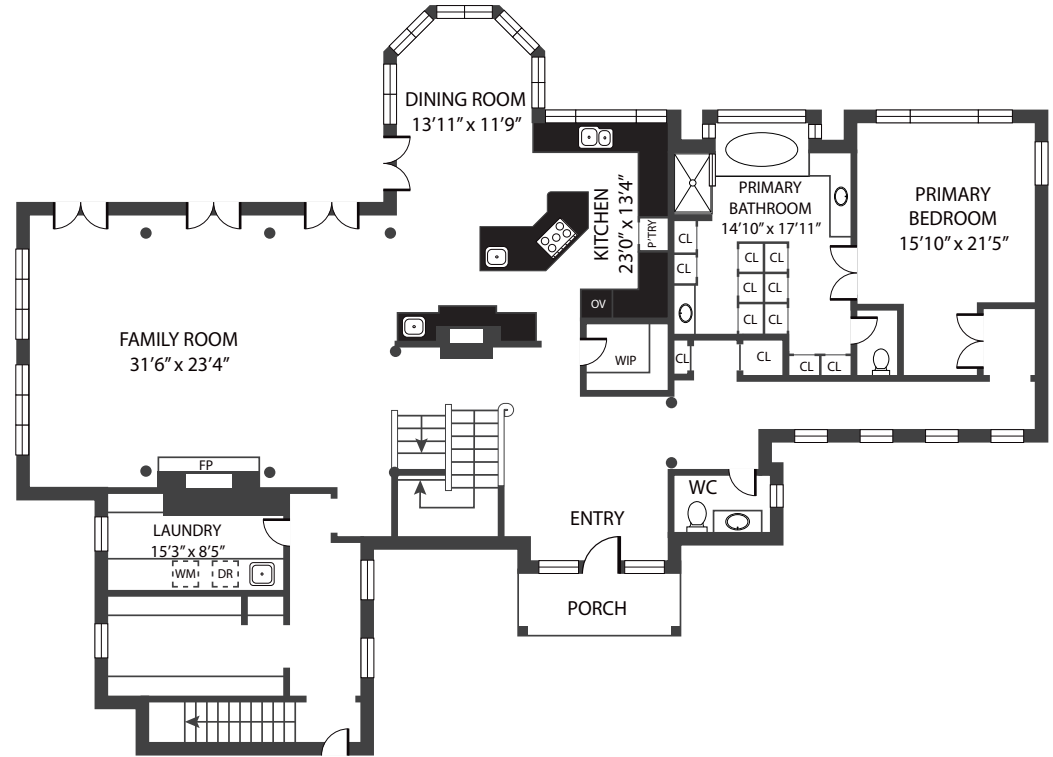 DINING ROOM
13’11” x 11’9”
KITCHEN
23’0” x 13’4”
P’TRY
OV
WIP
PRIMARY
BATHROOM
14’10” x 17’11”
CL
CL
CL CL
CL CL
CL CL
CL
CL
CL CL
PRIMARY
BEDROOM
15’10” x 21’5”
FAMILY ROOM
31’6” x 23’4”
FP
LAUNDRY
15’3” x 8’5”
WM DR
WC
ENTRY
PORCH